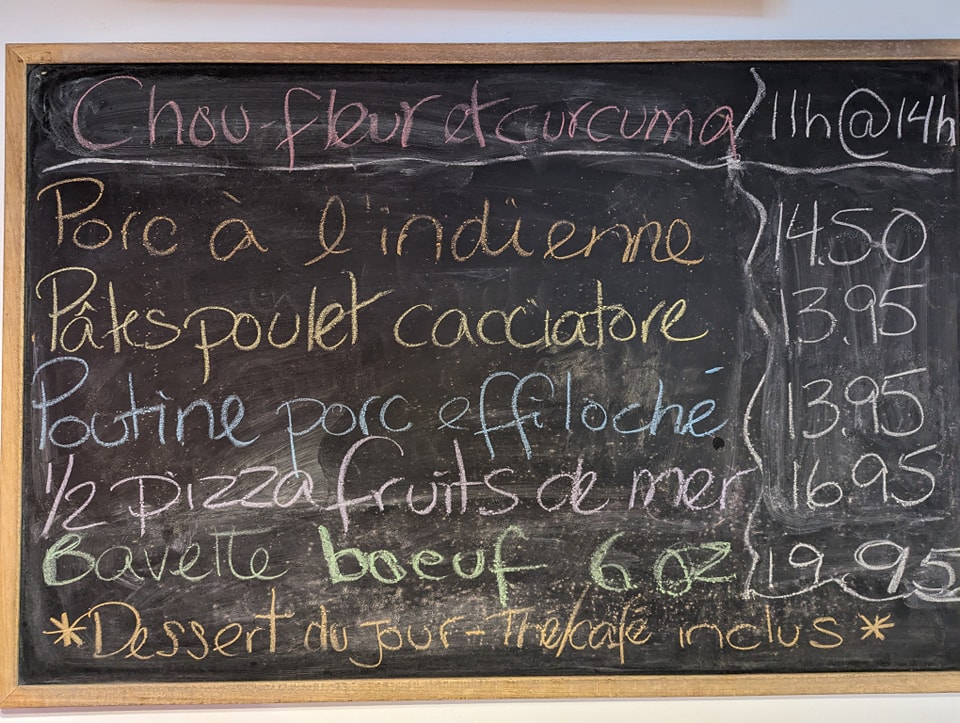 Chou-fleur et curcuma 11h@14h
Porc à l'indienne 14.50
Pâtes poulet cacciatore 13.95
Poutine porc effiloché 13.95
1/2 pizza fruits de mer 16.95
Bavette boeuf 6 oz 19.95
*Dessert du jour - Thé/café inclus*